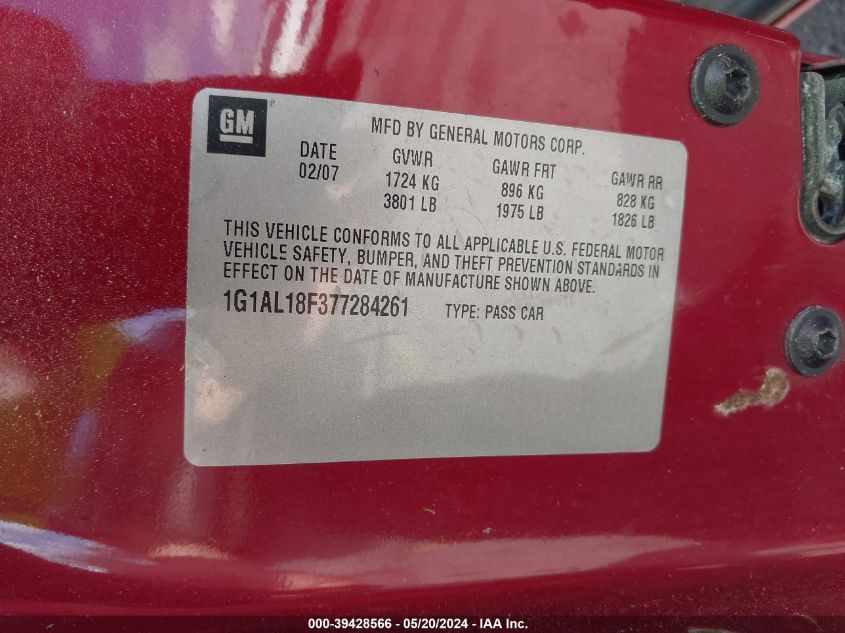 GM
MFD BY GENERAL MOTORS CORP.
DATE GVWR GAWR FRT GAWR RR
02/07 1724 KG 896 KG 828 KG
3801 LB 1975 LB 1826 LB
THIS VEHICLE CONFORMS TO ALL APPLICABLE U.S. FEDERAL MOTOR
VEHICLE SAFETY, BUMPER, AND THEFT PREVENTION STANDARDS IN
EFFECT ON THE DATE OF MANUFACTURE SHOWN ABOVE.
1G1AL18F377284261 TYPE: PASS CAR
000-39428566 - 05/20/2024 - IAA Inc.